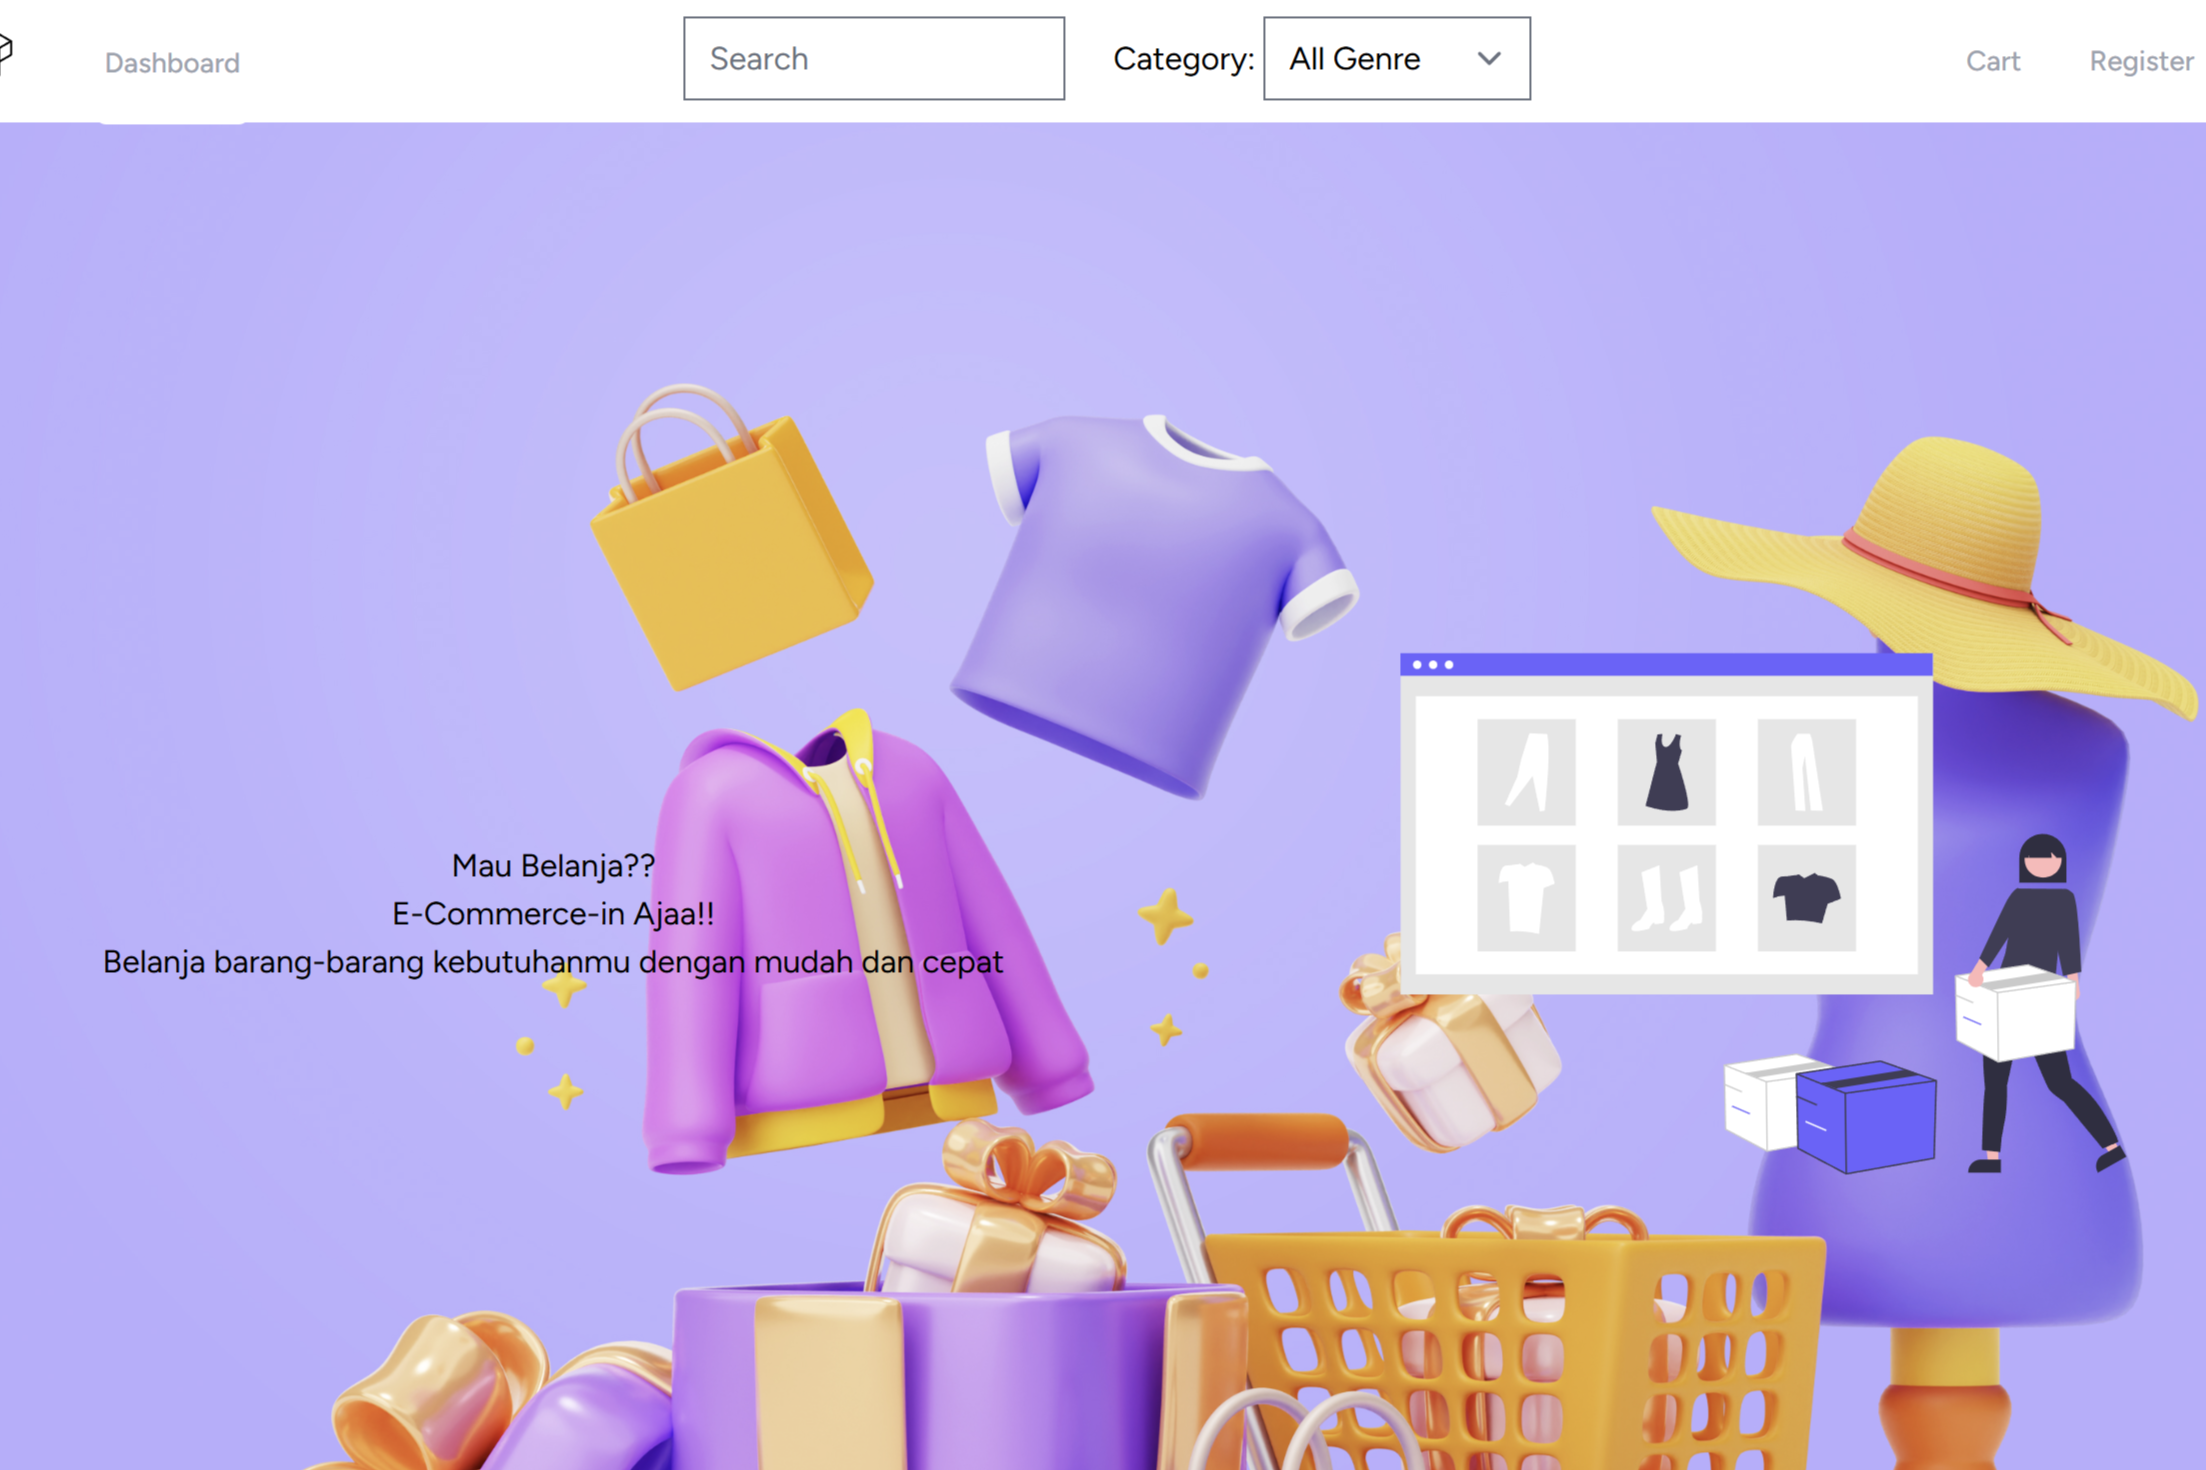 Dashboard
Search
Category:
All Genre
Cart
Register
Mau Belanja??
E-Commerce-in Ajaa!!
Belanja barang-barang kebutuhanmu dengan mudah dan cepat